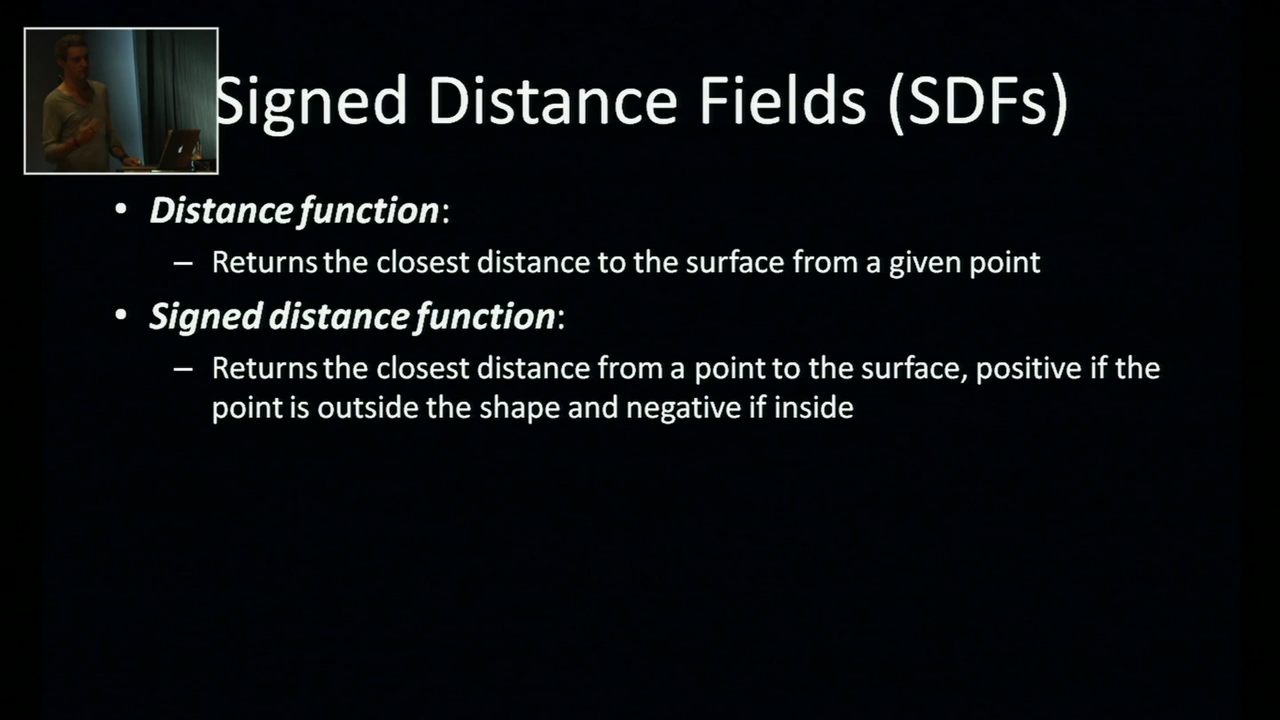 Signed Distance Fields (SDFs)
• Distance function:
– Returns the closest distance to the surface from a given point
• Signed distance function:
– Returns the closest distance from a point to the surface, positive if the
point is outside the shape and negative if inside